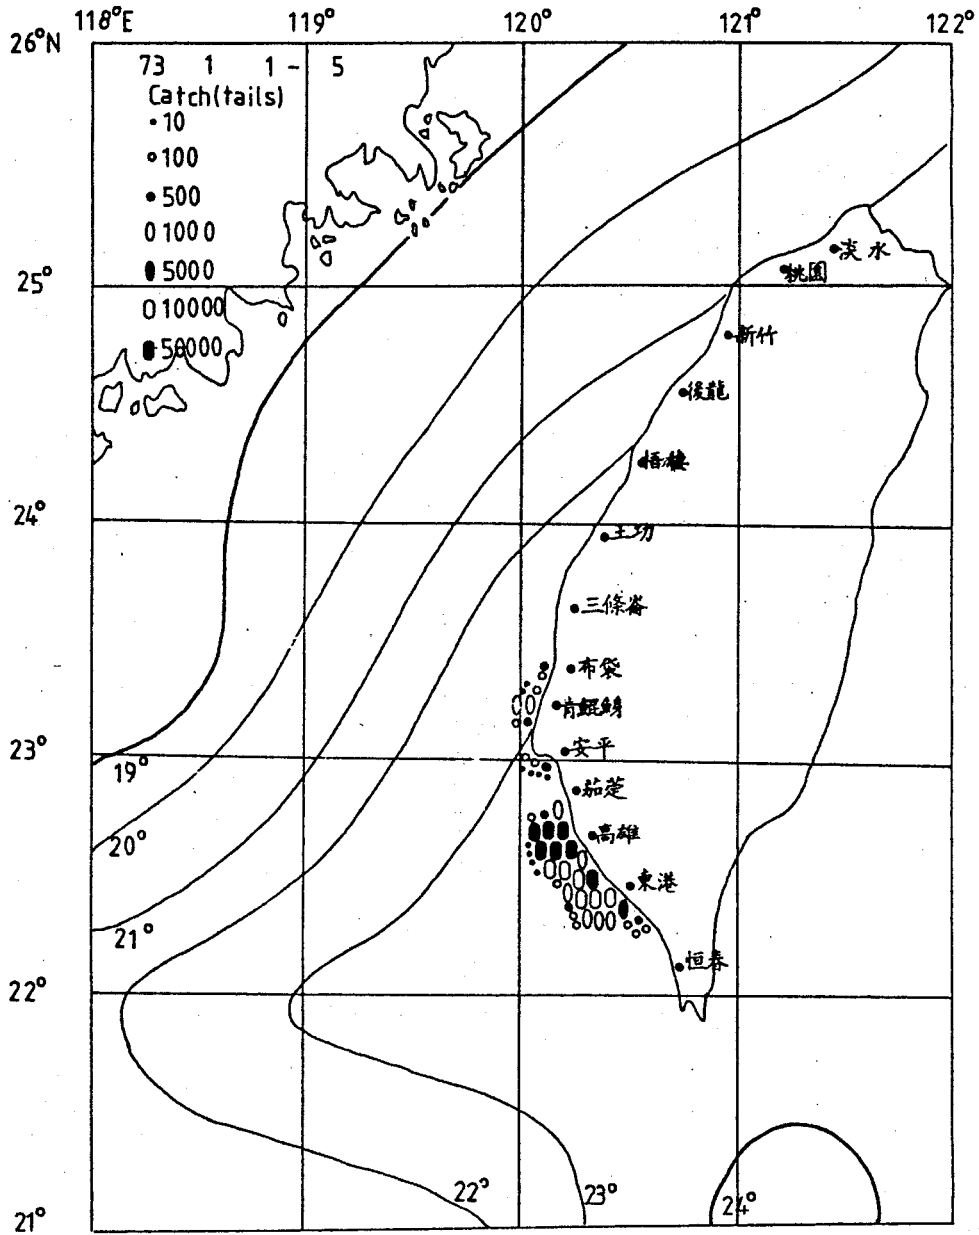 118°E 119° 120° 121° 122°
26°N
73 1 1 - 5
Catch(tails)
10
100
500
1000
5000
10000
50000
淡水
桃園
25°
新竹
後龍
梧棲
24°
王功
三條崙
布袋
青鯤鯓
安平
23°
19°
茄萣
高雄
20°
東港
21°
恒春
22°
22° 23° 24°
21°